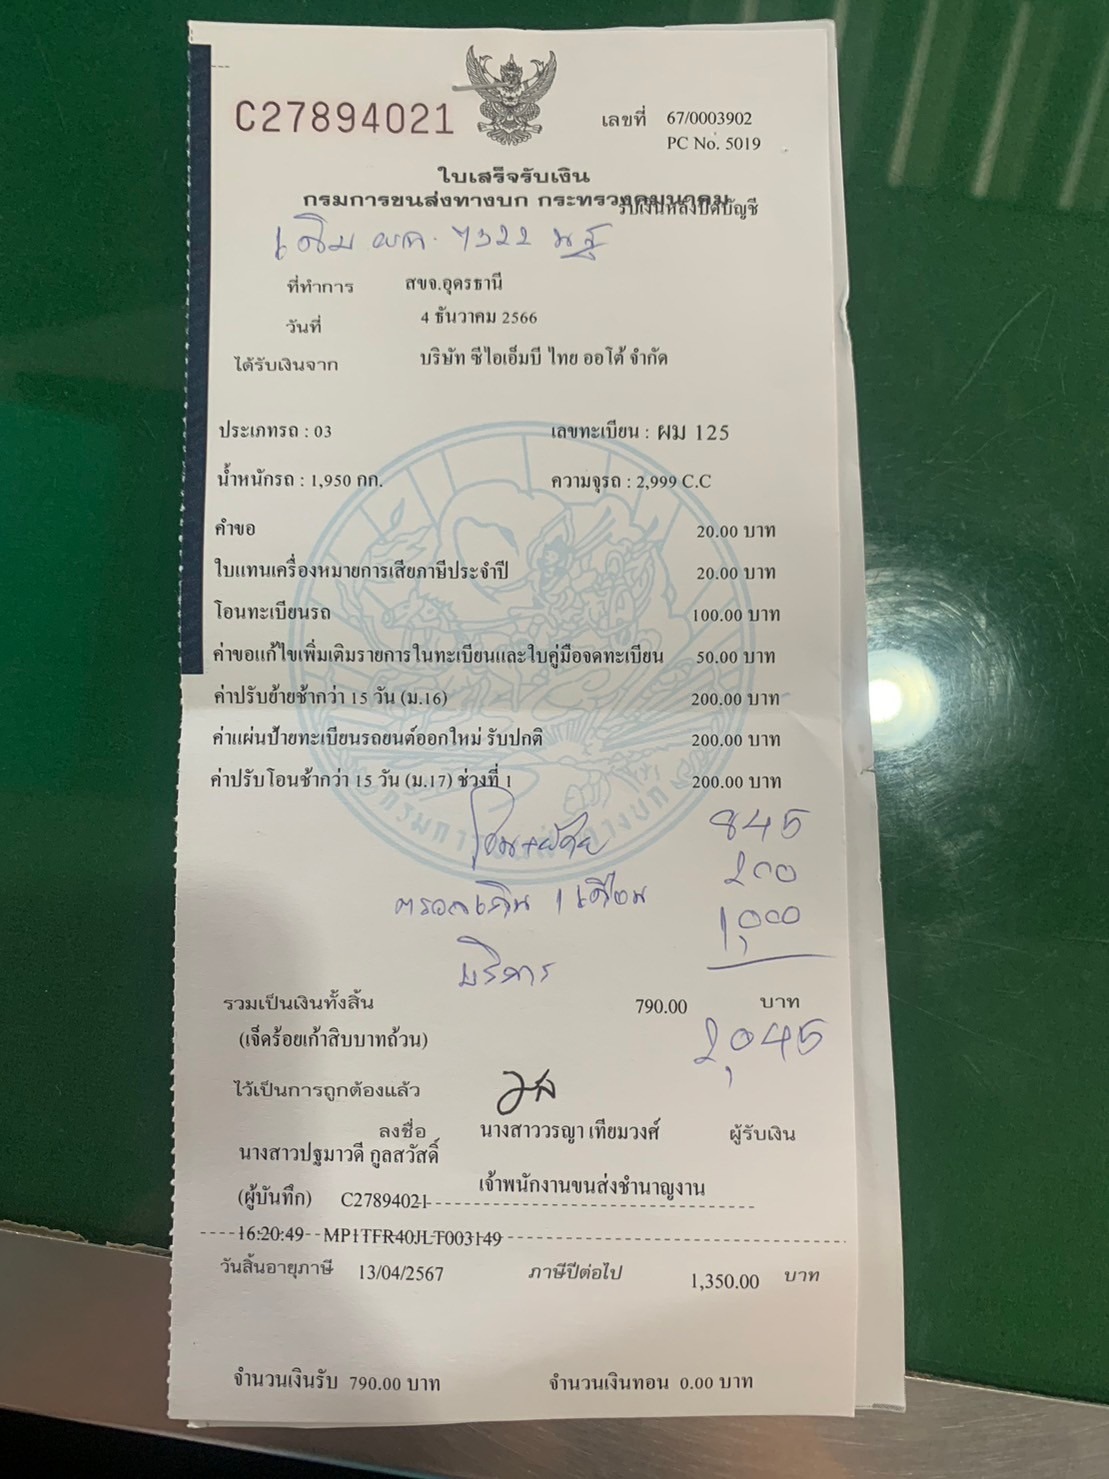 C27894021
เลขที่ 67/0003902
PC No. 5019
ใบเสร็จรับเงิน
กรมการขนส่งทางบก กระทรวงคมนาคม
รับเงินหลังปิดบัญชี
เดิม ผก. 7322 นฐ
ที่ทำการ สขจ.อุดรธานี
วันที่ 4 ธันวาคม 2566
ได้รับเงินจาก บริษัท ซีไอเอ็มบี ไทย ออโต้ จำกัด
ประเภทรถ : 03 เลขทะเบียน : ผม 125
น้ำหนักรถ : 1,950 กก. ความจุรถ : 2,999 C.C
คำขอ 20.00 บาท
ใบแทนเครื่องหมายการเสียภาษีประจำปี 20.00 บาท
โอนทะเบียนรถ 100.00 บาท
ค่าขอแก้ไขเพิ่มเติมรายการในทะเบียนและใบคู่มือจดทะเบียน 50.00 บาท
ค่าปรับย้ายช้ากว่า 15 วัน (ม.16) 200.00 บาท
ค่าแผ่นป้ายทะเบียนรถยนต์ออกใหม่ รับปกติ 200.00 บาท
ค่าปรับโอนช้ากว่า 15 วัน (ม.17) ช่วงที่ 1 200.00 บาท
845
200
1,000
บริการ
รวมเป็นเงินทั้งสิ้น 790.00 บาท
(เจ็ดร้อยเก้าสิบบาทถ้วน) 2,045
ไว้เป็นการถูกต้องแล้ว
ลงชื่อ นางสาววรญา เทียมวงศ์ ผู้รับเงิน
นางสาวปฐมาวดี กูลสวัสดิ์
เจ้าพนักงานขนส่งชำนาญงาน
(ผู้บันทึก) C27894021
16:20:49 MP1TFR40JLT003149
วันสิ้นอายุภาษี 13/04/2567 ภาษีปีต่อไป 1,350.00 บาท
จำนวนเงินรับ 790.00 บาท จำนวนเงินทอน 0.00 บาท